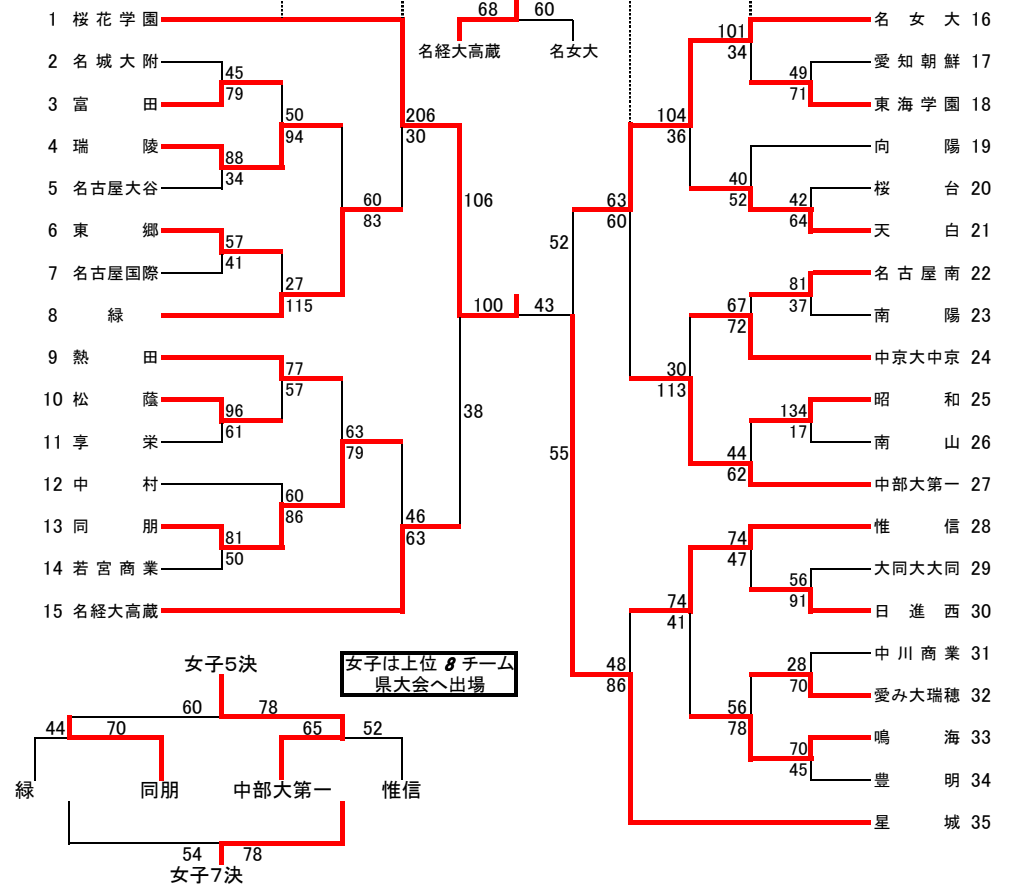 68 60
名経大高蔵 名女大
1 桜花学園
2 名城大附
45
79
3 富田
50
94
4 瑞陵
88
34
5 名古屋大谷
60
83
6 東郷
57
41
7 名古屋国際
27
115
8 緑
206
30
106
9 熱田
77
57
10 松蔭
96
61
11 享栄
63
79
12 中村
60
86
13 同朋
81
50
14 若宮商業
46
63
15 名経大高蔵
38
100 43
52
55
名女大 16
101
34
愛知朝鮮 17
49
71
東海学園 18
104
36
向陽 19
40
52
桜台 20
42
64
天白 21
63
60
名古屋南 22
81
37
南陽 23
67
72
中京大中京 24
30
113
昭和 25
134
17
南山 26
44
62
中部大第一 27
惟信 28
74
47
大同大大同 29
56
91
日進西 30
74
41
中川商業 31
28
70
愛み大瑞穂 32
56
78
鳴海 33
70
45
豊明 34
48
86
星城 35
女子は上位 8 チーム
県大会へ出場
女子5決
60 78
44 70 65 52
緑 同朋 中部大第一 惟信
54 78
女子7決